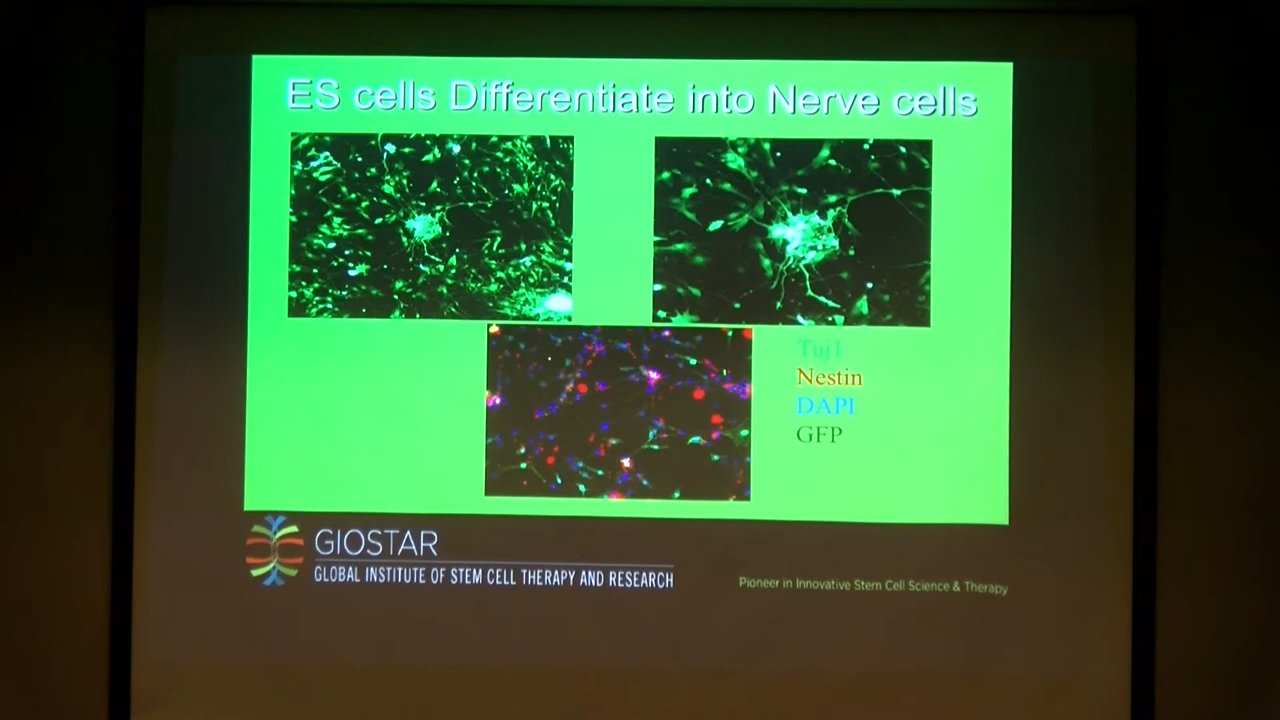 ES cells Differentiate into Nerve cells
Tuj1
Nestin
DAPI
GFP
GIOSTAR
GLOBAL INSTITUTE OF STEM CELL THERAPY AND RESEARCH
Pioneer in Innovative Stem Cell Science & Therapy